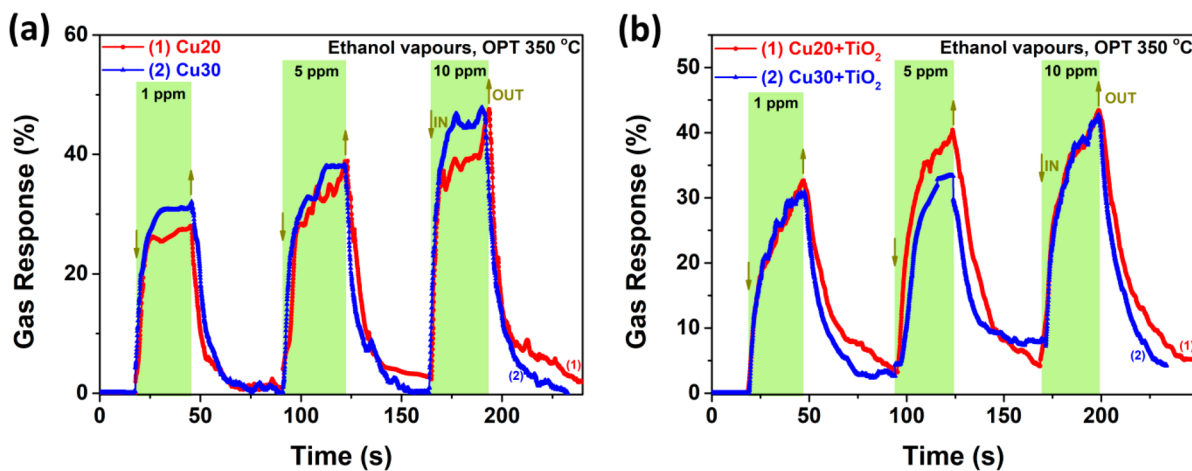 (a)
(1) Cu20
(2) Cu30
Ethanol vapours, OPT 350 °C
1 ppm
5 ppm
10 ppm
IN
OUT
(1)
(2)
Gas Response (%)
60
40
20
0
0 50 100 150 200
Time (s)
(b)
(1) Cu20+TiO₂
(2) Cu30+TiO₂
Ethanol vapours, OPT 350 °C
1 ppm
5 ppm
10 ppm
IN
OUT
(1)
(2)
Gas Response (%)
50
40
30
20
10
0
0 50 100 150 200
Time (s)